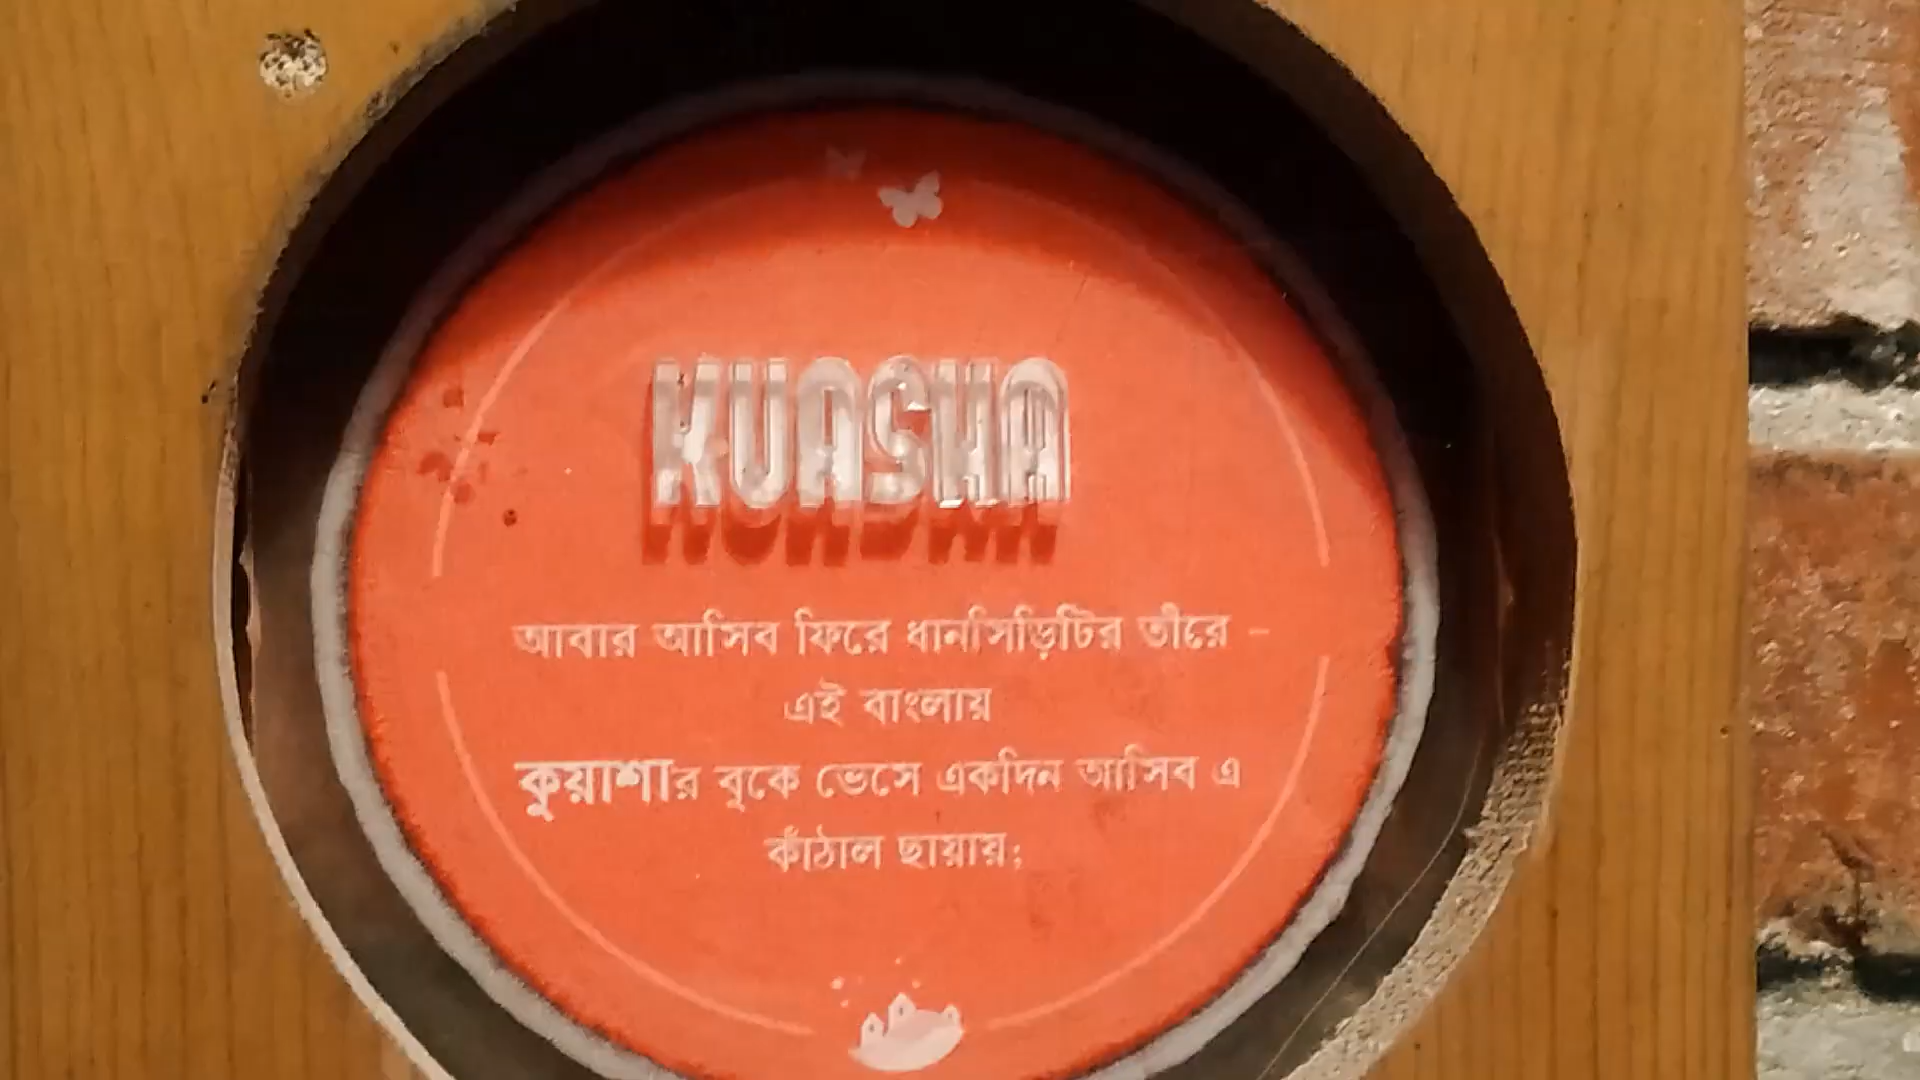 KUASHA
আবার আসিব ফিরে ধানসিড়িটির তীরে –
এই বাংলায়
কুয়াশার বুকে ভেসে একদিন আসিব এ
কাঁঠাল ছায়ায়;